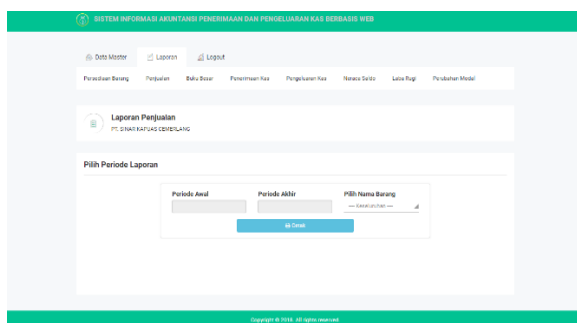 SISTEM INFORMASI AKUNTANSI PENERIMAAN DAN PENGELUARAN KAS BERBASIS WEB
Data Master Laporan Logout
Persediaan Barang Penjualan Buku Besar Penerimaan Kas Pengeluaran Kas Neraca Saldo Laba Rugi Perubahan Modal
Laporan Penjualan
PT. SINAR KAPUAS CEMERLANG
Pilih Periode Laporan
Periode Awal Periode Akhir Pilih Nama Barang
--- Keseluruhan ---
Cetak
Copyright © 2018. All rights reserved.